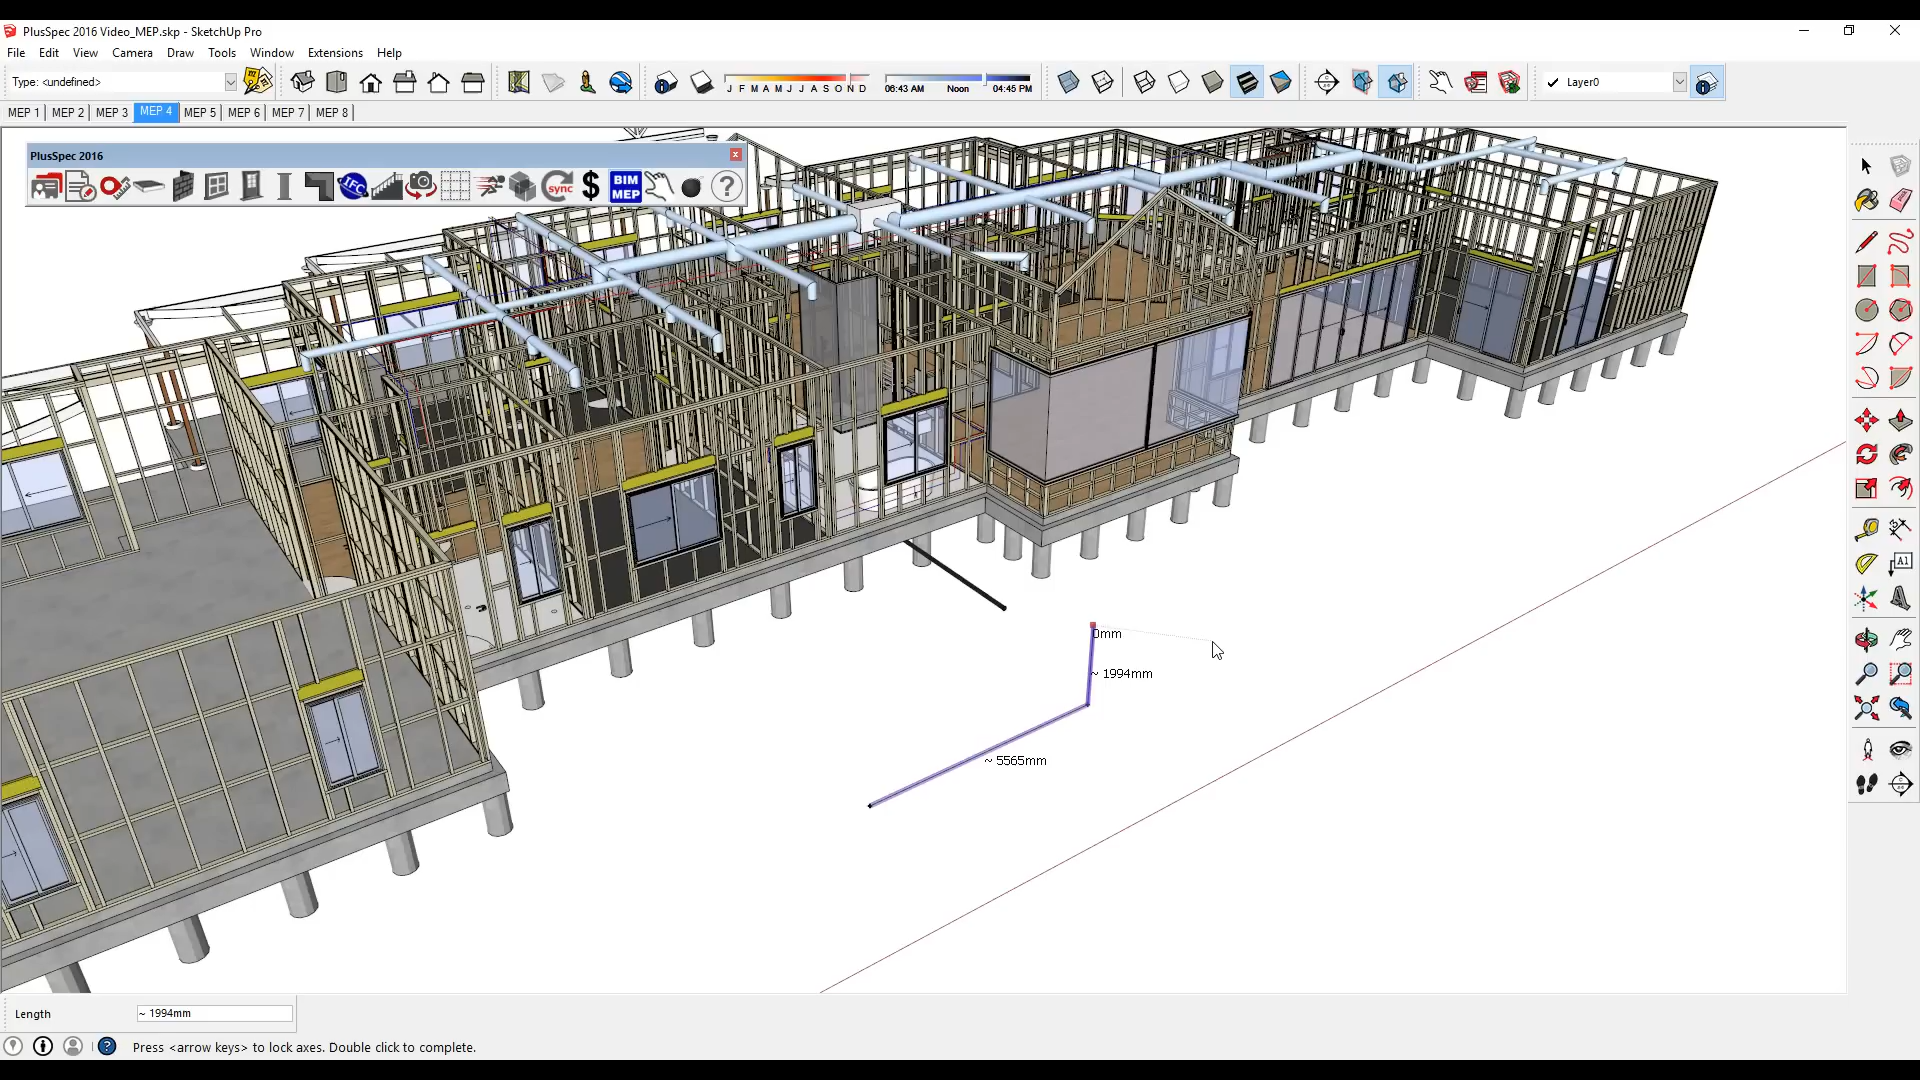 PlusSpec 2016 Video_MEP.skp - SketchUp Pro
File Edit View Camera Draw Tools Window Extensions Help
Type: <undefined>
J F M A M J J A S O N D
06:43 AM Noon 04:45 PM
Layer0
MEP 1 MEP 2 MEP 3 MEP 4 MEP 5 MEP 6 MEP 7 MEP 8
PlusSpec 2016
IFC
sync
$
BIM
MEP
?
A1
0mm
~ 1994mm
~ 5565mm
Length ~ 1994mm
Press <arrow keys> to lock axes. Double click to complete.